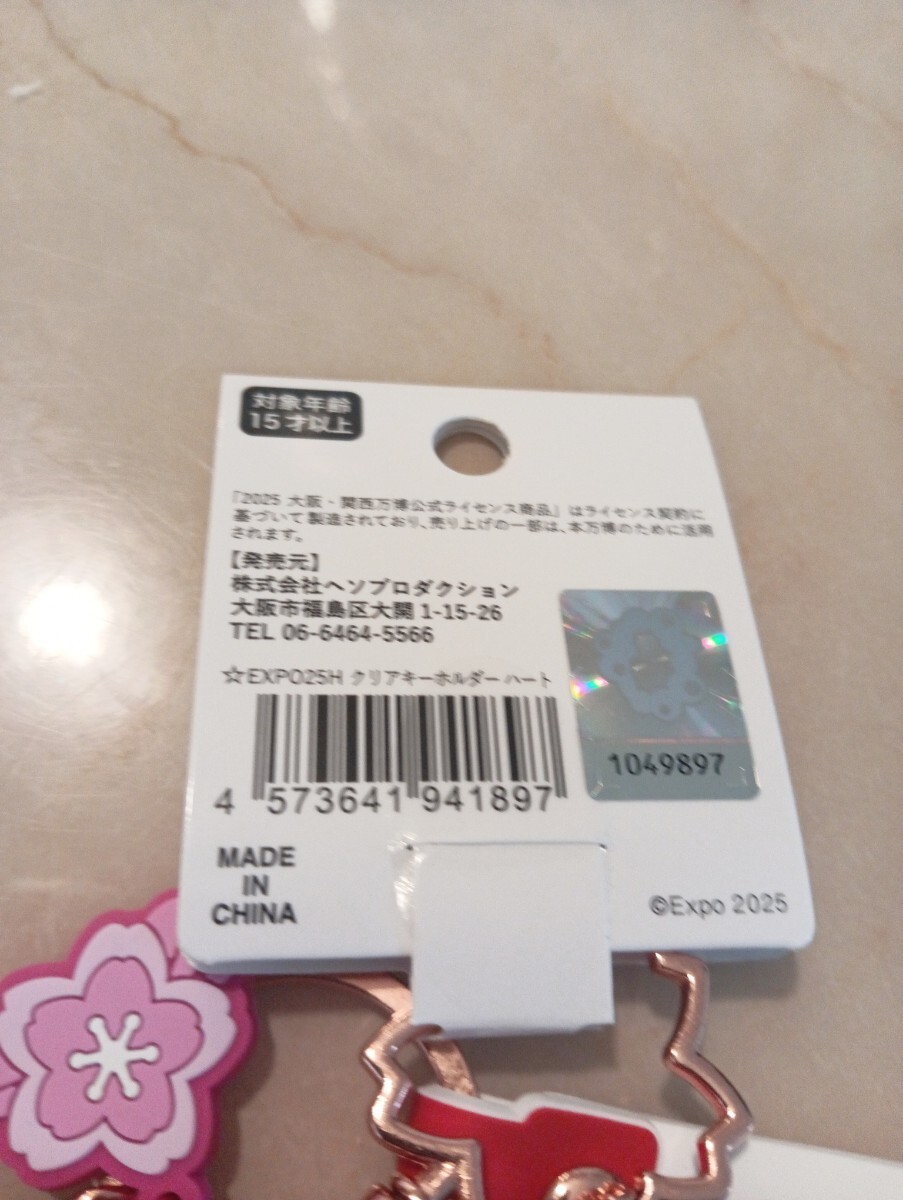 対象年齢
15才以上
「2025 大阪・関西万博公式ライセンス商品」はライセンス契約に
基づいて製造されており、売り上げの一部は、本万博のために活用
されます。
【発売元】
株式会社ヘソプロダクション
大阪市福島区大開 1-15-26
TEL 06-6464-5566
☆EXPO25H クリアキーホルダー ハート
4 573641 941897
1049897
MADE
IN
CHINA
©Expo 2025